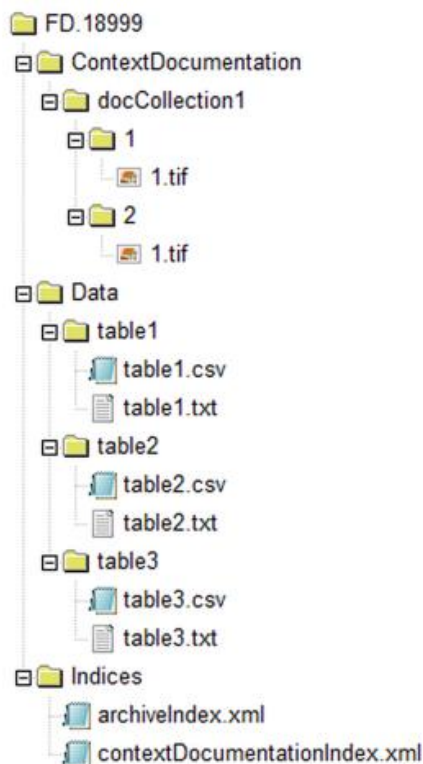 FD.18999
ContextDocumentation
docCollection1
1
1.tif
2
1.tif
Data
table1
table1.csv
table1.txt
table2
table2.csv
table2.txt
table3
table3.csv
table3.txt
Indices
archiveIndex.xml
contextDocumentationIndex.xml